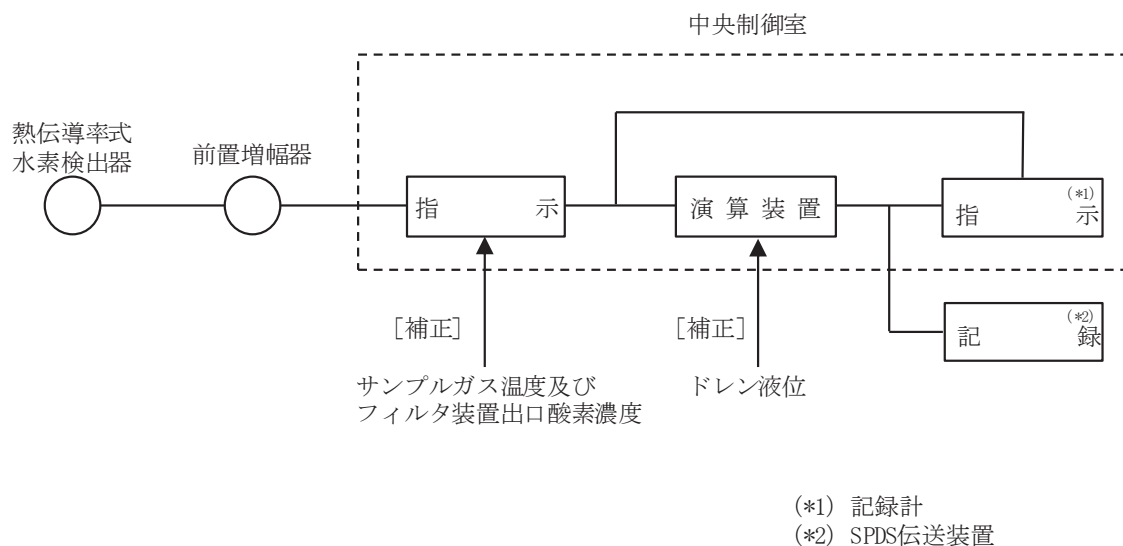 中央制御室
熱伝導率式
水素検出器
前置増幅器
指示
演算装置
(*1)
指示
(*2)
記録
[補正]
[補正]
サンプルガス温度及び
フィルタ装置出口酸素濃度
ドレン液位
(*1) 記録計
(*2) SPDS伝送装置